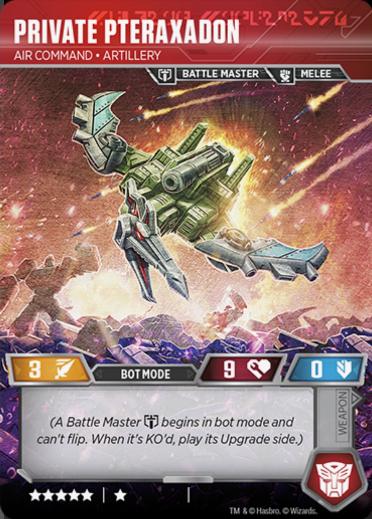 PRIVATE PTERAXADON
AIR COMMAND • ARTILLERY
BATTLE MASTER MELEE
3 BOT MODE 9 0
(A Battle Master begins in bot mode and
can't flip. When it's KO'd, play its Upgrade side.)
WEAPON
TM & © Hasbro. © Wizards.